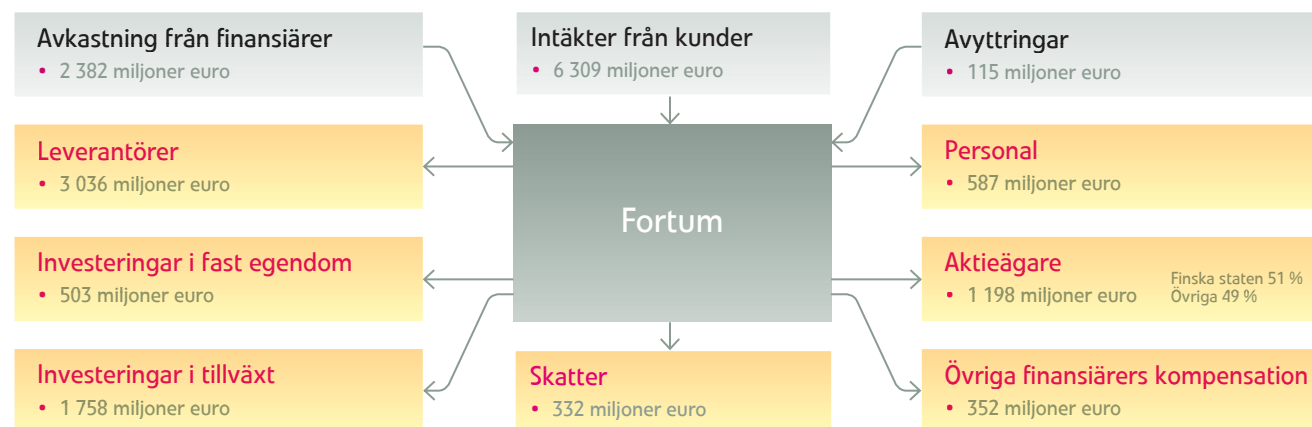 Avkastning från finansiärer
• 2 382 miljoner euro
Intäkter från kunder
• 6 309 miljoner euro
Avyttringar
• 115 miljoner euro
Leverantörer
• 3 036 miljoner euro
Fortum
Personal
• 587 miljoner euro
Investeringar i fast egendom
• 503 miljoner euro
Aktieägare
• 1 198 miljoner euro
Finska staten 51 %
Övriga 49 %
Investeringar i tillväxt
• 1 758 miljoner euro
Skatter
• 332 miljoner euro
Övriga finansiärers kompensation
• 352 miljoner euro